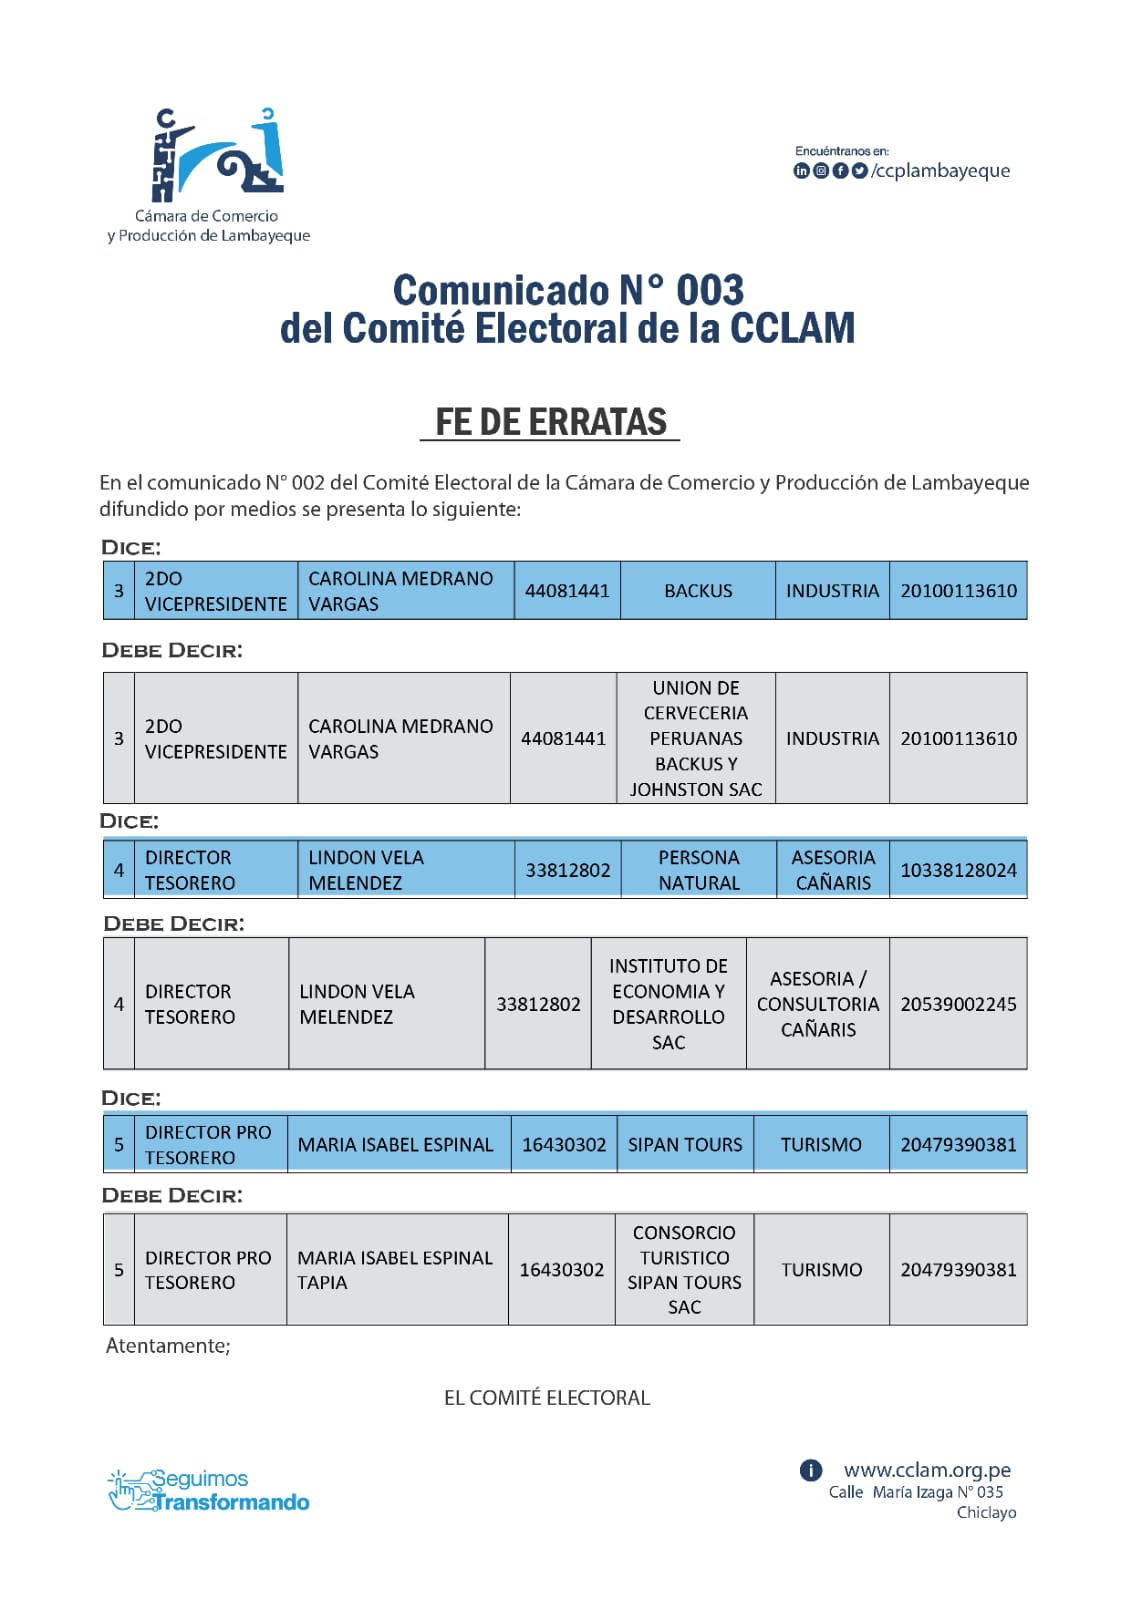 Cámara de Comercio
y Producción de Lambayeque
Encuéntranos en:
/ccplambayeque
Comunicado N° 003
del Comité Electoral de la CCLAM
FE DE ERRATAS
En el comunicado N° 002 del Comité Electoral de la Cámara de Comercio y Producción de Lambayeque
difundido por medios se presenta lo siguiente:
DICE:
3 2DO VICEPRESIDENTE CAROLINA MEDRANO VARGAS 44081441 BACKUS INDUSTRIA 20100113610
DEBE DECIR:
3 2DO VICEPRESIDENTE CAROLINA MEDRANO VARGAS 44081441 UNION DE CERVECERIA PERUANAS BACKUS Y JOHNSTON SAC INDUSTRIA 20100113610
DICE:
4 DIRECTOR TESORERO LINDON VELA MELENDEZ 33812802 PERSONA NATURAL ASESORIA CAÑARIS 10338128024
DEBE DECIR:
4 DIRECTOR TESORERO LINDON VELA MELENDEZ 33812802 INSTITUTO DE ECONOMIA Y DESARROLLO SAC ASESORIA / CONSULTORIA CAÑARIS 20539002245
DICE:
5 DIRECTOR PRO TESORERO MARIA ISABEL ESPINAL 16430302 SIPAN TOURS TURISMO 20479390381
DEBE DECIR:
5 DIRECTOR PRO TESORERO MARIA ISABEL ESPINAL TAPIA 16430302 CONSORCIO TURISTICO SIPAN TOURS SAC TURISMO 20479390381
Atentamente;
EL COMITÉ ELECTORAL
Seguimos
Transformando
www.cclam.org.pe
Calle María Izaga N° 035
Chiclayo